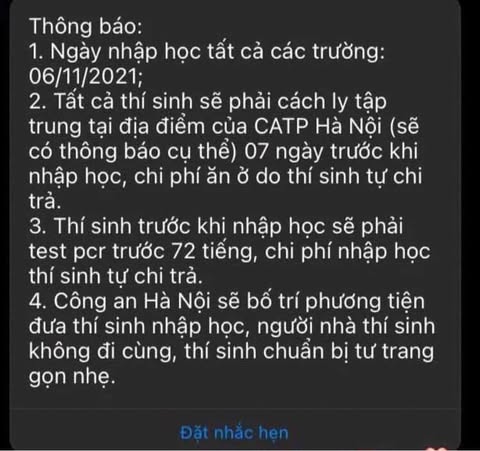 Thông báo:
1. Ngày nhập học tất cả các trường:
06/11/2021;
2. Tất cả thí sinh sẽ phải cách ly tập
trung tại địa điểm của CATP Hà Nội (sẽ
có thông báo cụ thể) 07 ngày trước khi
nhập học, chi phí ăn ở do thí sinh tự chi
trả.
3. Thí sinh trước khi nhập học sẽ phải
test pcr trước 72 tiếng, chi phí nhập học
thí sinh tự chi trả.
4. Công an Hà Nội sẽ bố trí phương tiện
đưa thí sinh nhập học, người nhà thí sinh
không đi cùng, thí sinh chuẩn bị tư trang
gọn nhẹ.
Đặt nhắc hẹn